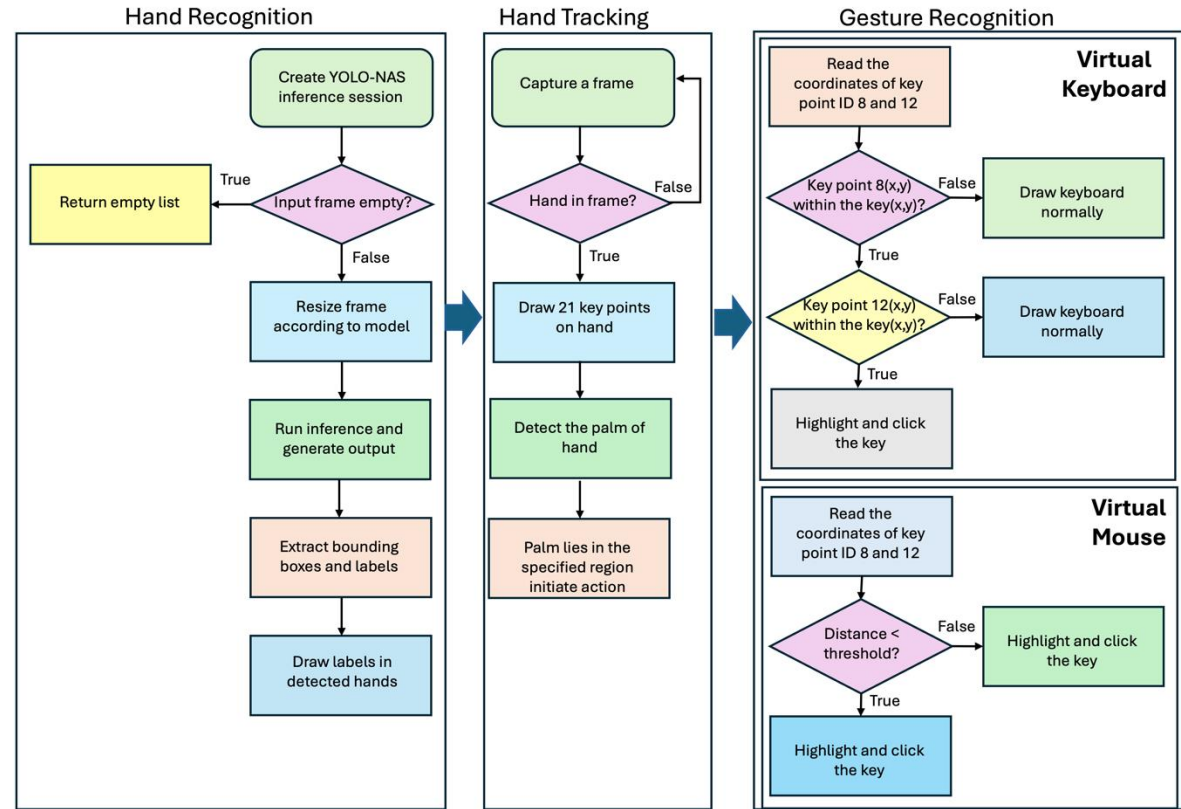 Hand Recognition
Create YOLO-NAS
inference session
True
Return empty list
Input frame empty?
False
Resize frame
according to model
Run inference and
generate output
Extract bounding
boxes and labels
Draw labels in
detected hands
Hand Tracking
Capture a frame
False
Hand in frame?
True
Draw 21 key points
on hand
Detect the palm of
hand
Palm lies in the
specified region
initiate action
Gesture Recognition
Virtual
Keyboard
Read the
coordinates of key
point ID 8 and 12
Key point 8(x,y)
within the key(x,y)?
False
Draw keyboard
normally
True
Key point 12(x,y)
within the key(x,y)?
False
Draw keyboard
normally
True
Highlight and click
the key
Virtual
Mouse
Read the
coordinates of key
point ID 8 and 12
Distance <
threshold?
False
Highlight and click
the key
True
Highlight and click
the key